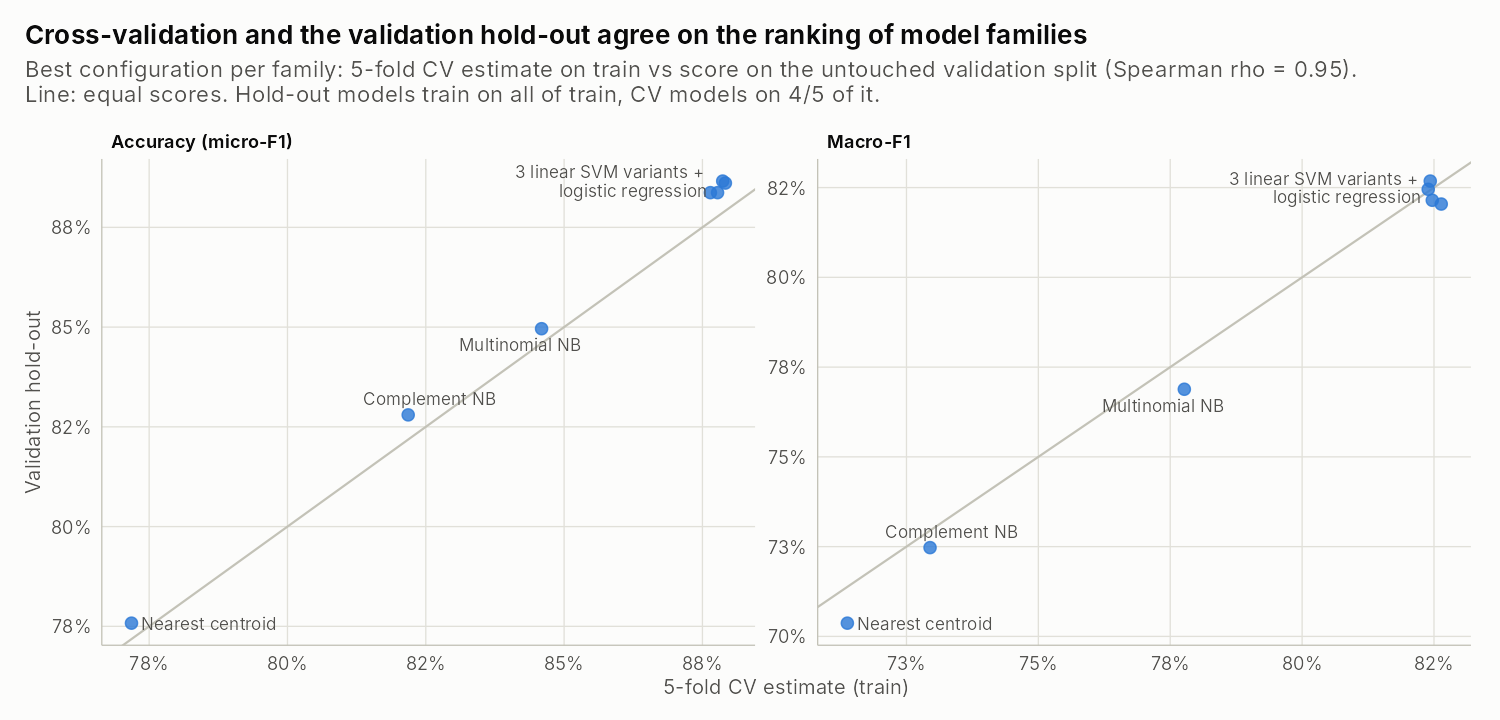 Cross-validation and the validation hold-out agree on the ranking of model families
Best configuration per family: 5-fold CV estimate on train vs score on the untouched validation split (Spearman rho = 0.95).
Line: equal scores. Hold-out models train on all of train, CV models on 4/5 of it.
Accuracy (micro-F1)
3 linear SVM variants +
logistic regression
Multinomial NB
Complement NB
Nearest centroid
88%
85%
82%
80%
78%
78%
80%
82%
85%
88%
Validation hold-out
Macro-F1
3 linear SVM variants +
logistic regression
Multinomial NB
Complement NB
Nearest centroid
82%
80%
78%
75%
73%
70%
73%
75%
78%
80%
82%
5-fold CV estimate (train)